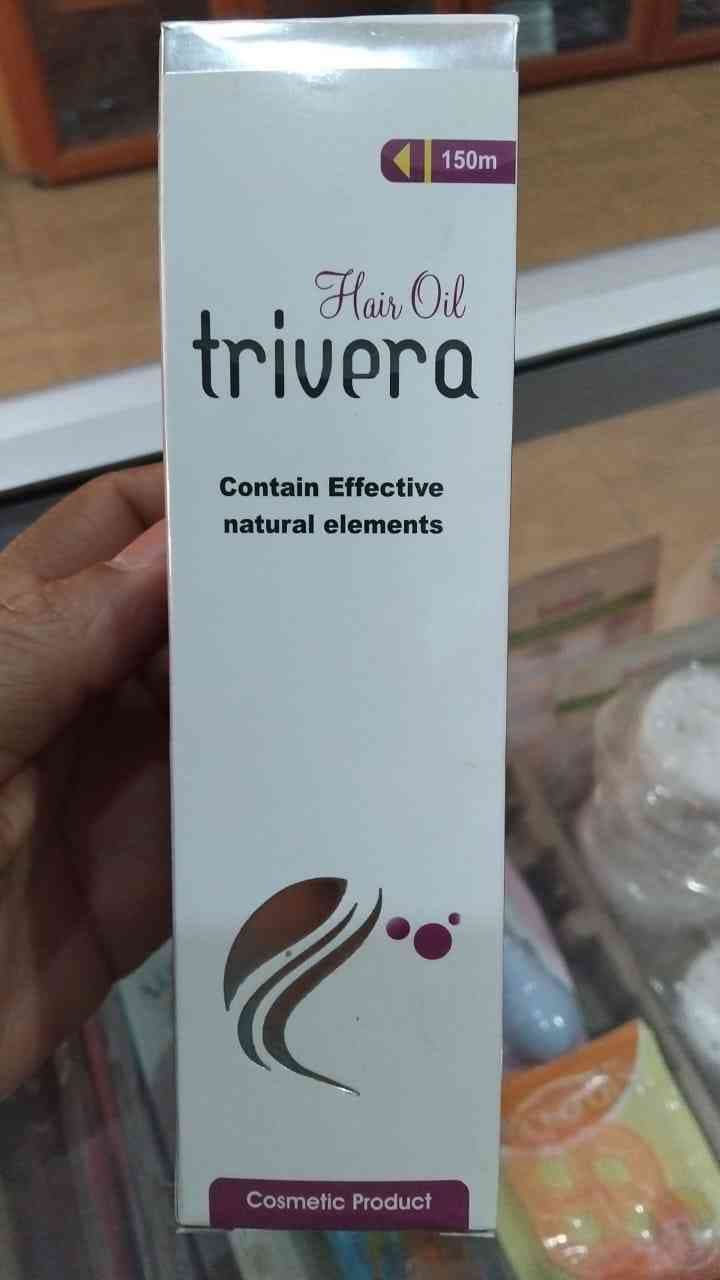 150m
Hair Oil
trivera
Contain Effective
natural elements
Cosmetic Product